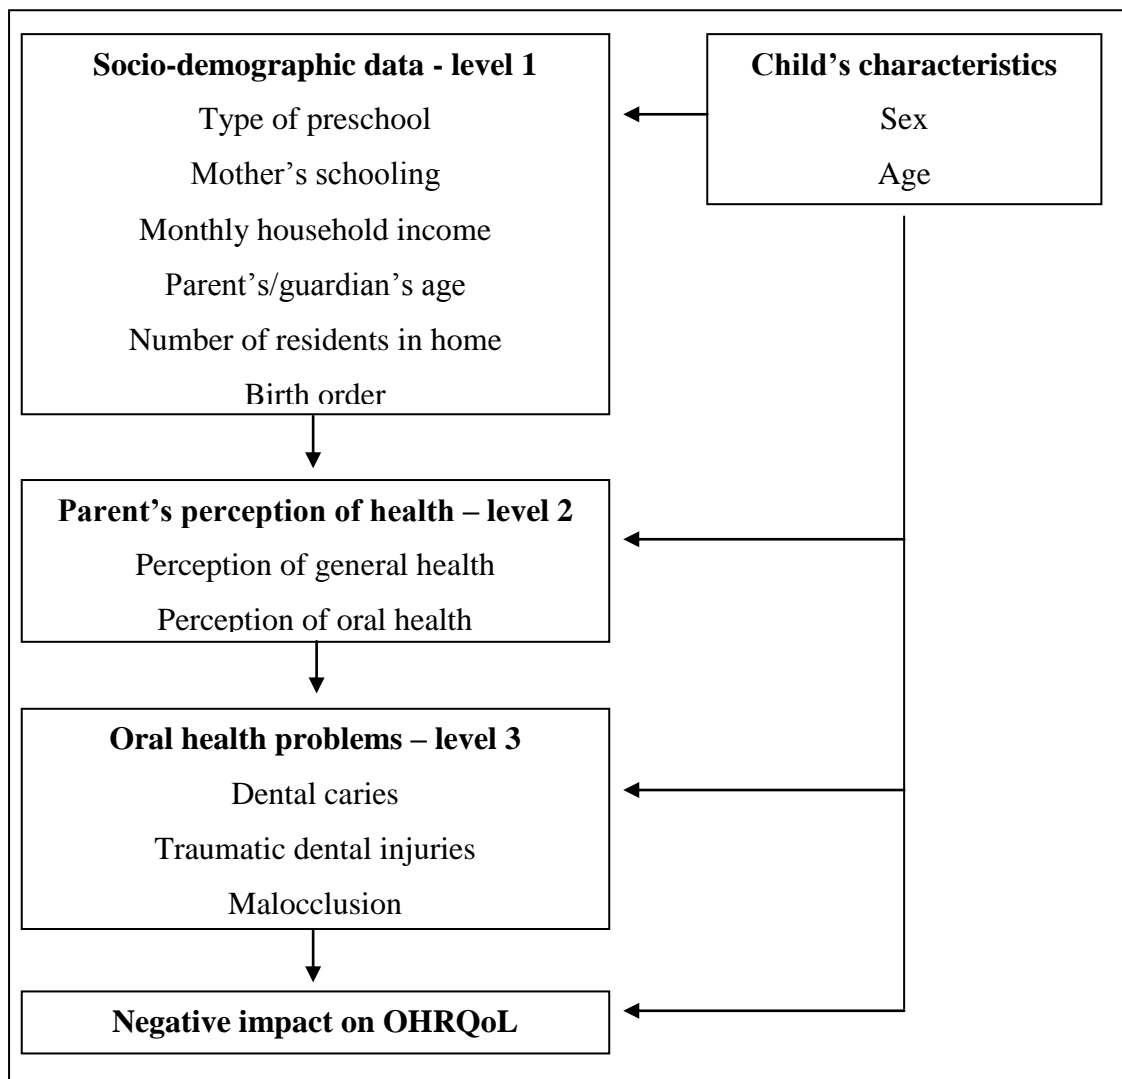 Socio-demographic data - level 1
Type of preschool
Mother’s schooling
Monthly household income
Parent’s/guardian’s age
Number of residents in home
Birth order
Child’s characteristics
Sex
Age
Parent’s perception of health – level 2
Perception of general health
Perception of oral health
Oral health problems – level 3
Dental caries
Traumatic dental injuries
Malocclusion
Negative impact on OHRQoL